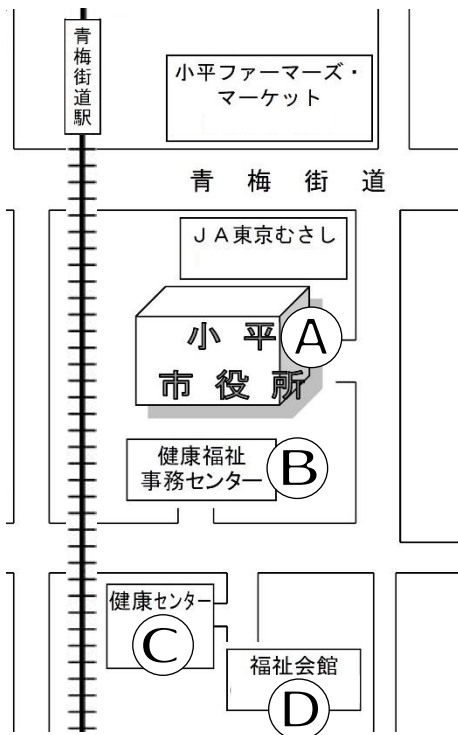 青梅街道駅
小平ファーマーズ・
マーケット
青梅街道
ＪＡ東京むさし
小平
市役所
A
健康福祉
事務センター
B
健康センター
C
福祉会館
D